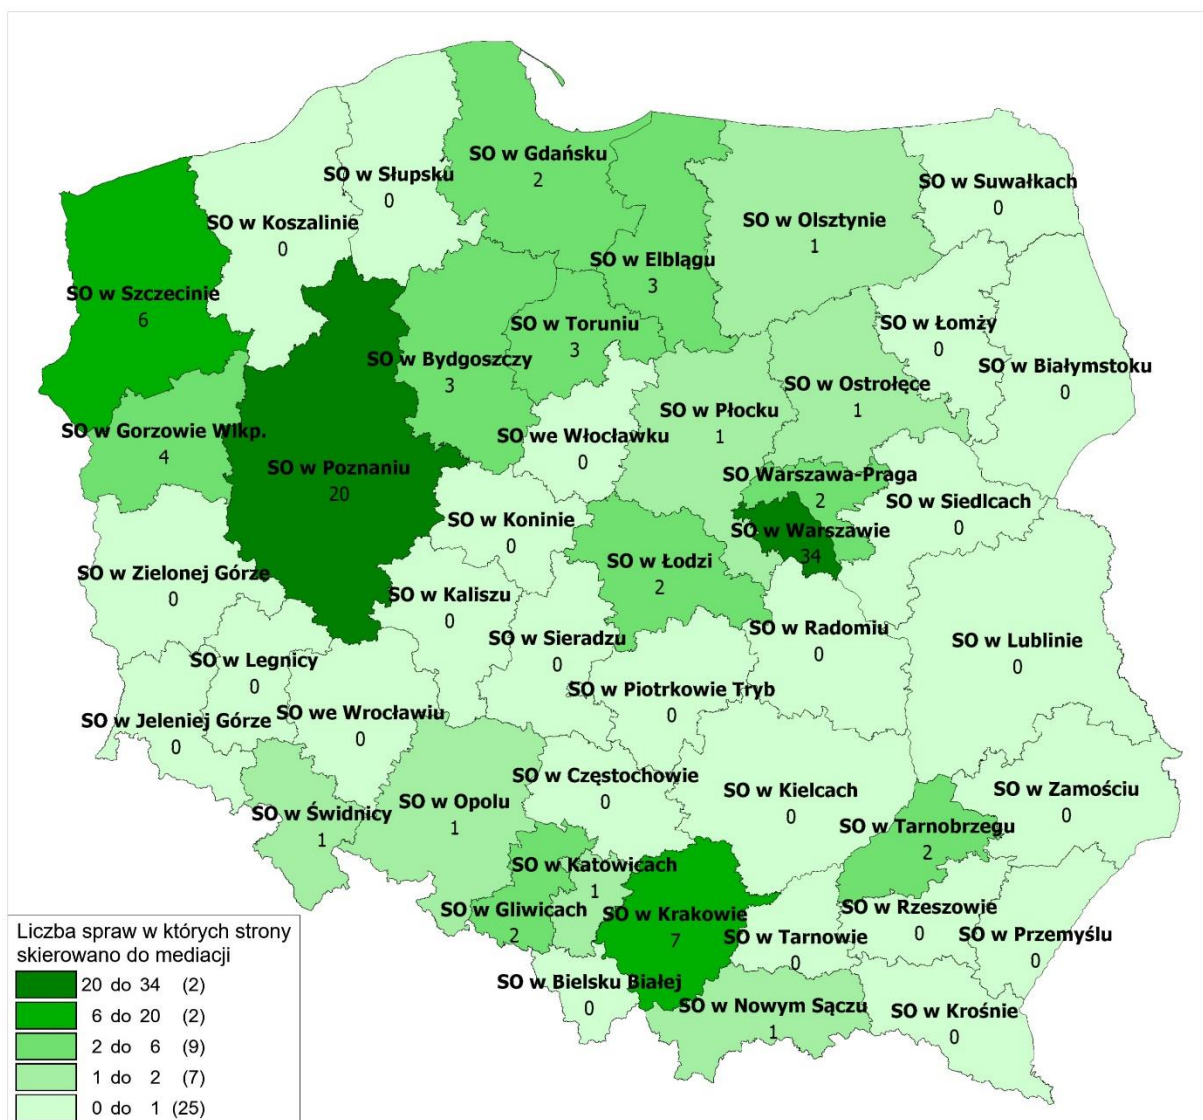 SO w Gdańsku
2
SO w Słupsku
0
SO w Suwałkach
0
SO w Koszalinie
0
SO w Olsztynie
1
SO w Elblągu
3
SO w Szczecinie
6
SO w Toruniu
3
SO w Łomży
0
SO w Bydgoszczy
3
SO w Białymstoku
0
SO w Ostrołęce
1
SO w Płocku
1
SO w Gorzowie Wlkp.
4
SO we Włocławku
0
SO w Poznaniu
20
SO Warszawa-Praga
2
SO w Siedlcach
0
SO w Koninie
0
SO w Warszawie
34
SO w Łodzi
2
SO w Zielonej Górze
0
SO w Kaliszu
0
SO w Radomiu
0
SO w Sieradzu
0
SO w Lublinie
0
SO w Legnicy
0
SO w Piotrkowie Tryb
0
SO w Jeleniej Górze
0
SO we Wrocławiu
0
SO w Częstochowie
0
SO w Kielcach
0
SO w Zamościu
0
SO w Opolu
1
SO w Świdnicy
1
SO w Tarnobrzegu
2
SO w Katowicach
1
SO w Gliwicach
2
SO w Krakowie
7
SO w Rzeszowie
0
SO w Tarnowie
0
SO w Przemyślu
0
SO w Bielsku Białej
0
SO w Nowym Sączu
1
SO w Krośnie
0
Liczba spraw w których strony
skierowano do mediacji
20 do 34 (2)
6 do 20 (2)
2 do 6 (9)
1 do 2 (7)
0 do 1 (25)